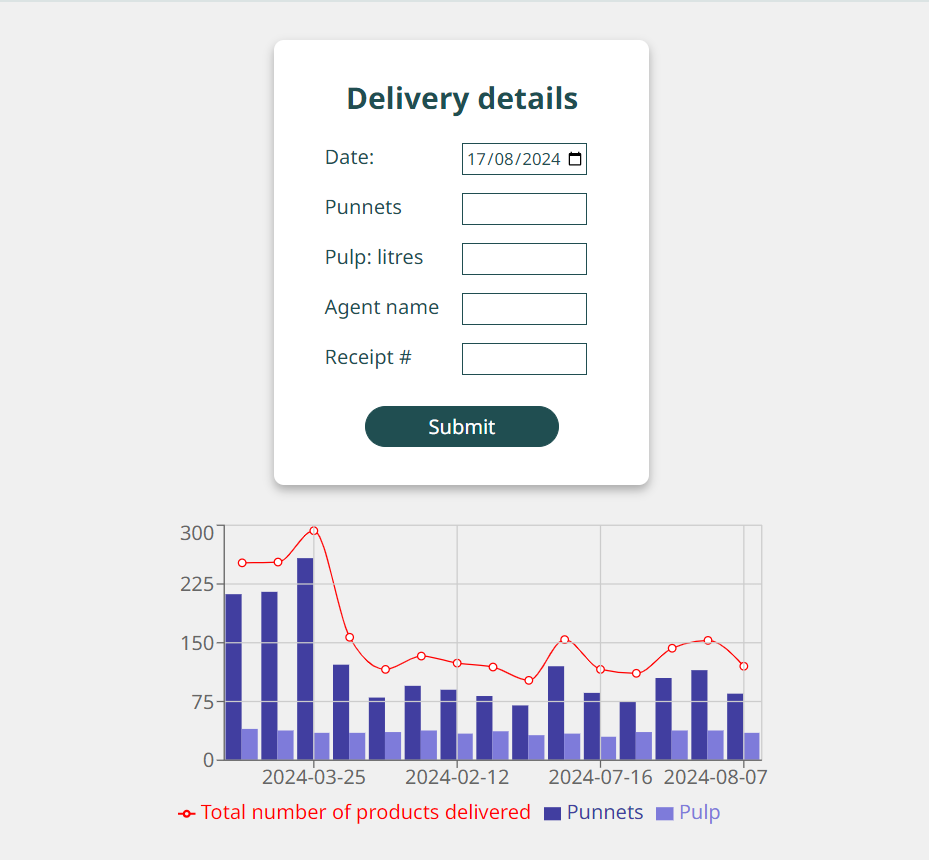 Delivery details
Date: 17/08/2024
Punnets
Pulp: litres
Agent name
Receipt #
Submit
300
225
150
75
0
2024-03-25 2024-02-12 2024-07-16 2024-08-07
Total number of products delivered Punnets Pulp